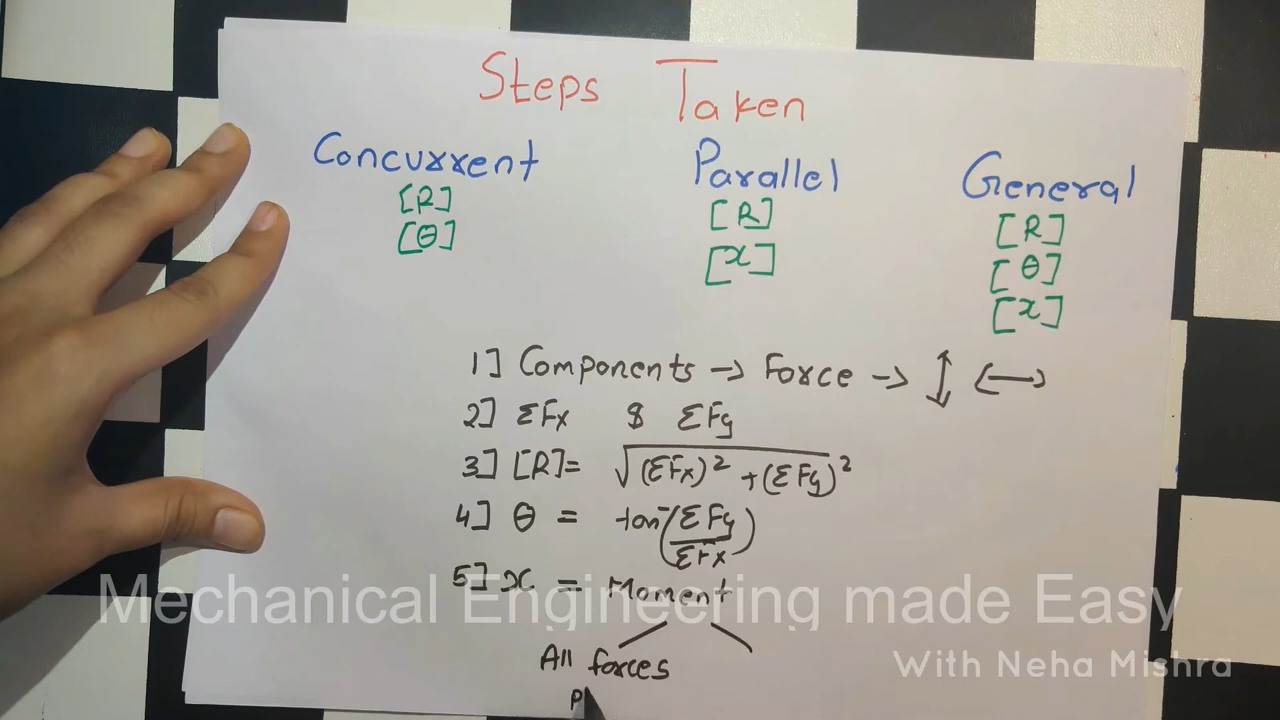 Steps Taken
Concurrent
[R]
[θ]
Parallel
[R]
[x]
General
[R]
[θ]
[x]
1] Components → Force → ↕ ↔
2] ΣFx & ΣFy
3] [R]= √(ΣFx)² + (ΣFy)²
4] θ = tan⁻(ΣFy/ΣFx)
5] x = Moment
All forces
P
Mechanical Engineering made Easy
With Neha Mishra